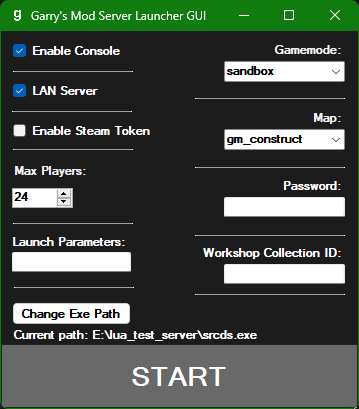 g Garry's Mod Server Launcher GUI
Enable Console
LAN Server
Enable Steam Token
Max Players:
24
Launch Parameters:
Gamemode:
sandbox
Map:
gm_construct
Password:
Workshop Collection ID:
Change Exe Path
Current path: E:\lua_test_server\srcds.exe
START